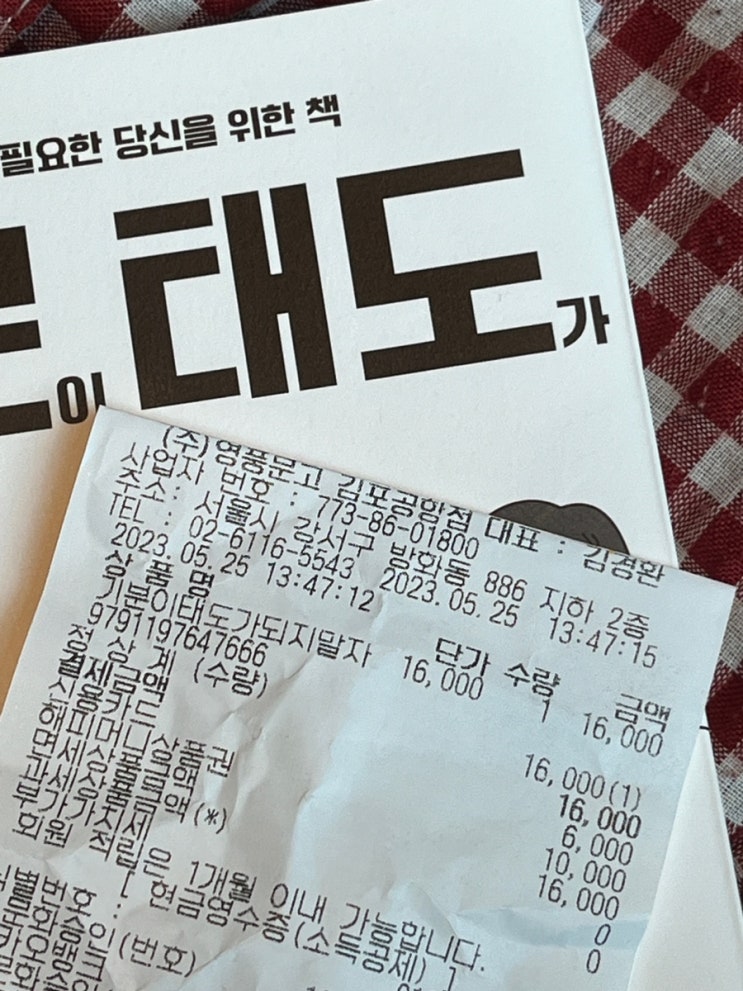 필요한 당신을 위한 책
이 태도가
(주)영풍문고 김포공항점 대표 : 김경환
사업자 번호 : 773-86-01800
주소: 서울시 강서구 방화동 886 지하 2층
TEL : 02-6116-5543 2023.05.25 13:47:15
2023.05.25 13:47:12
상 품 명 단가 수량 금액
기분이태도가되지말자
9791197647666 16,000 1 16,000
정 상 계 (수량) 16,000(1)
결제금액 16,000
신용카드 6,000
해피머니상품권 10,000
면세상품금액 16,000
과세상품금액(*) 0
부가가치세 0
회원 적립은 1개월 이내 가능합니다.
[ 현금영수증(소득공제) ]
별번호 :
(번호)